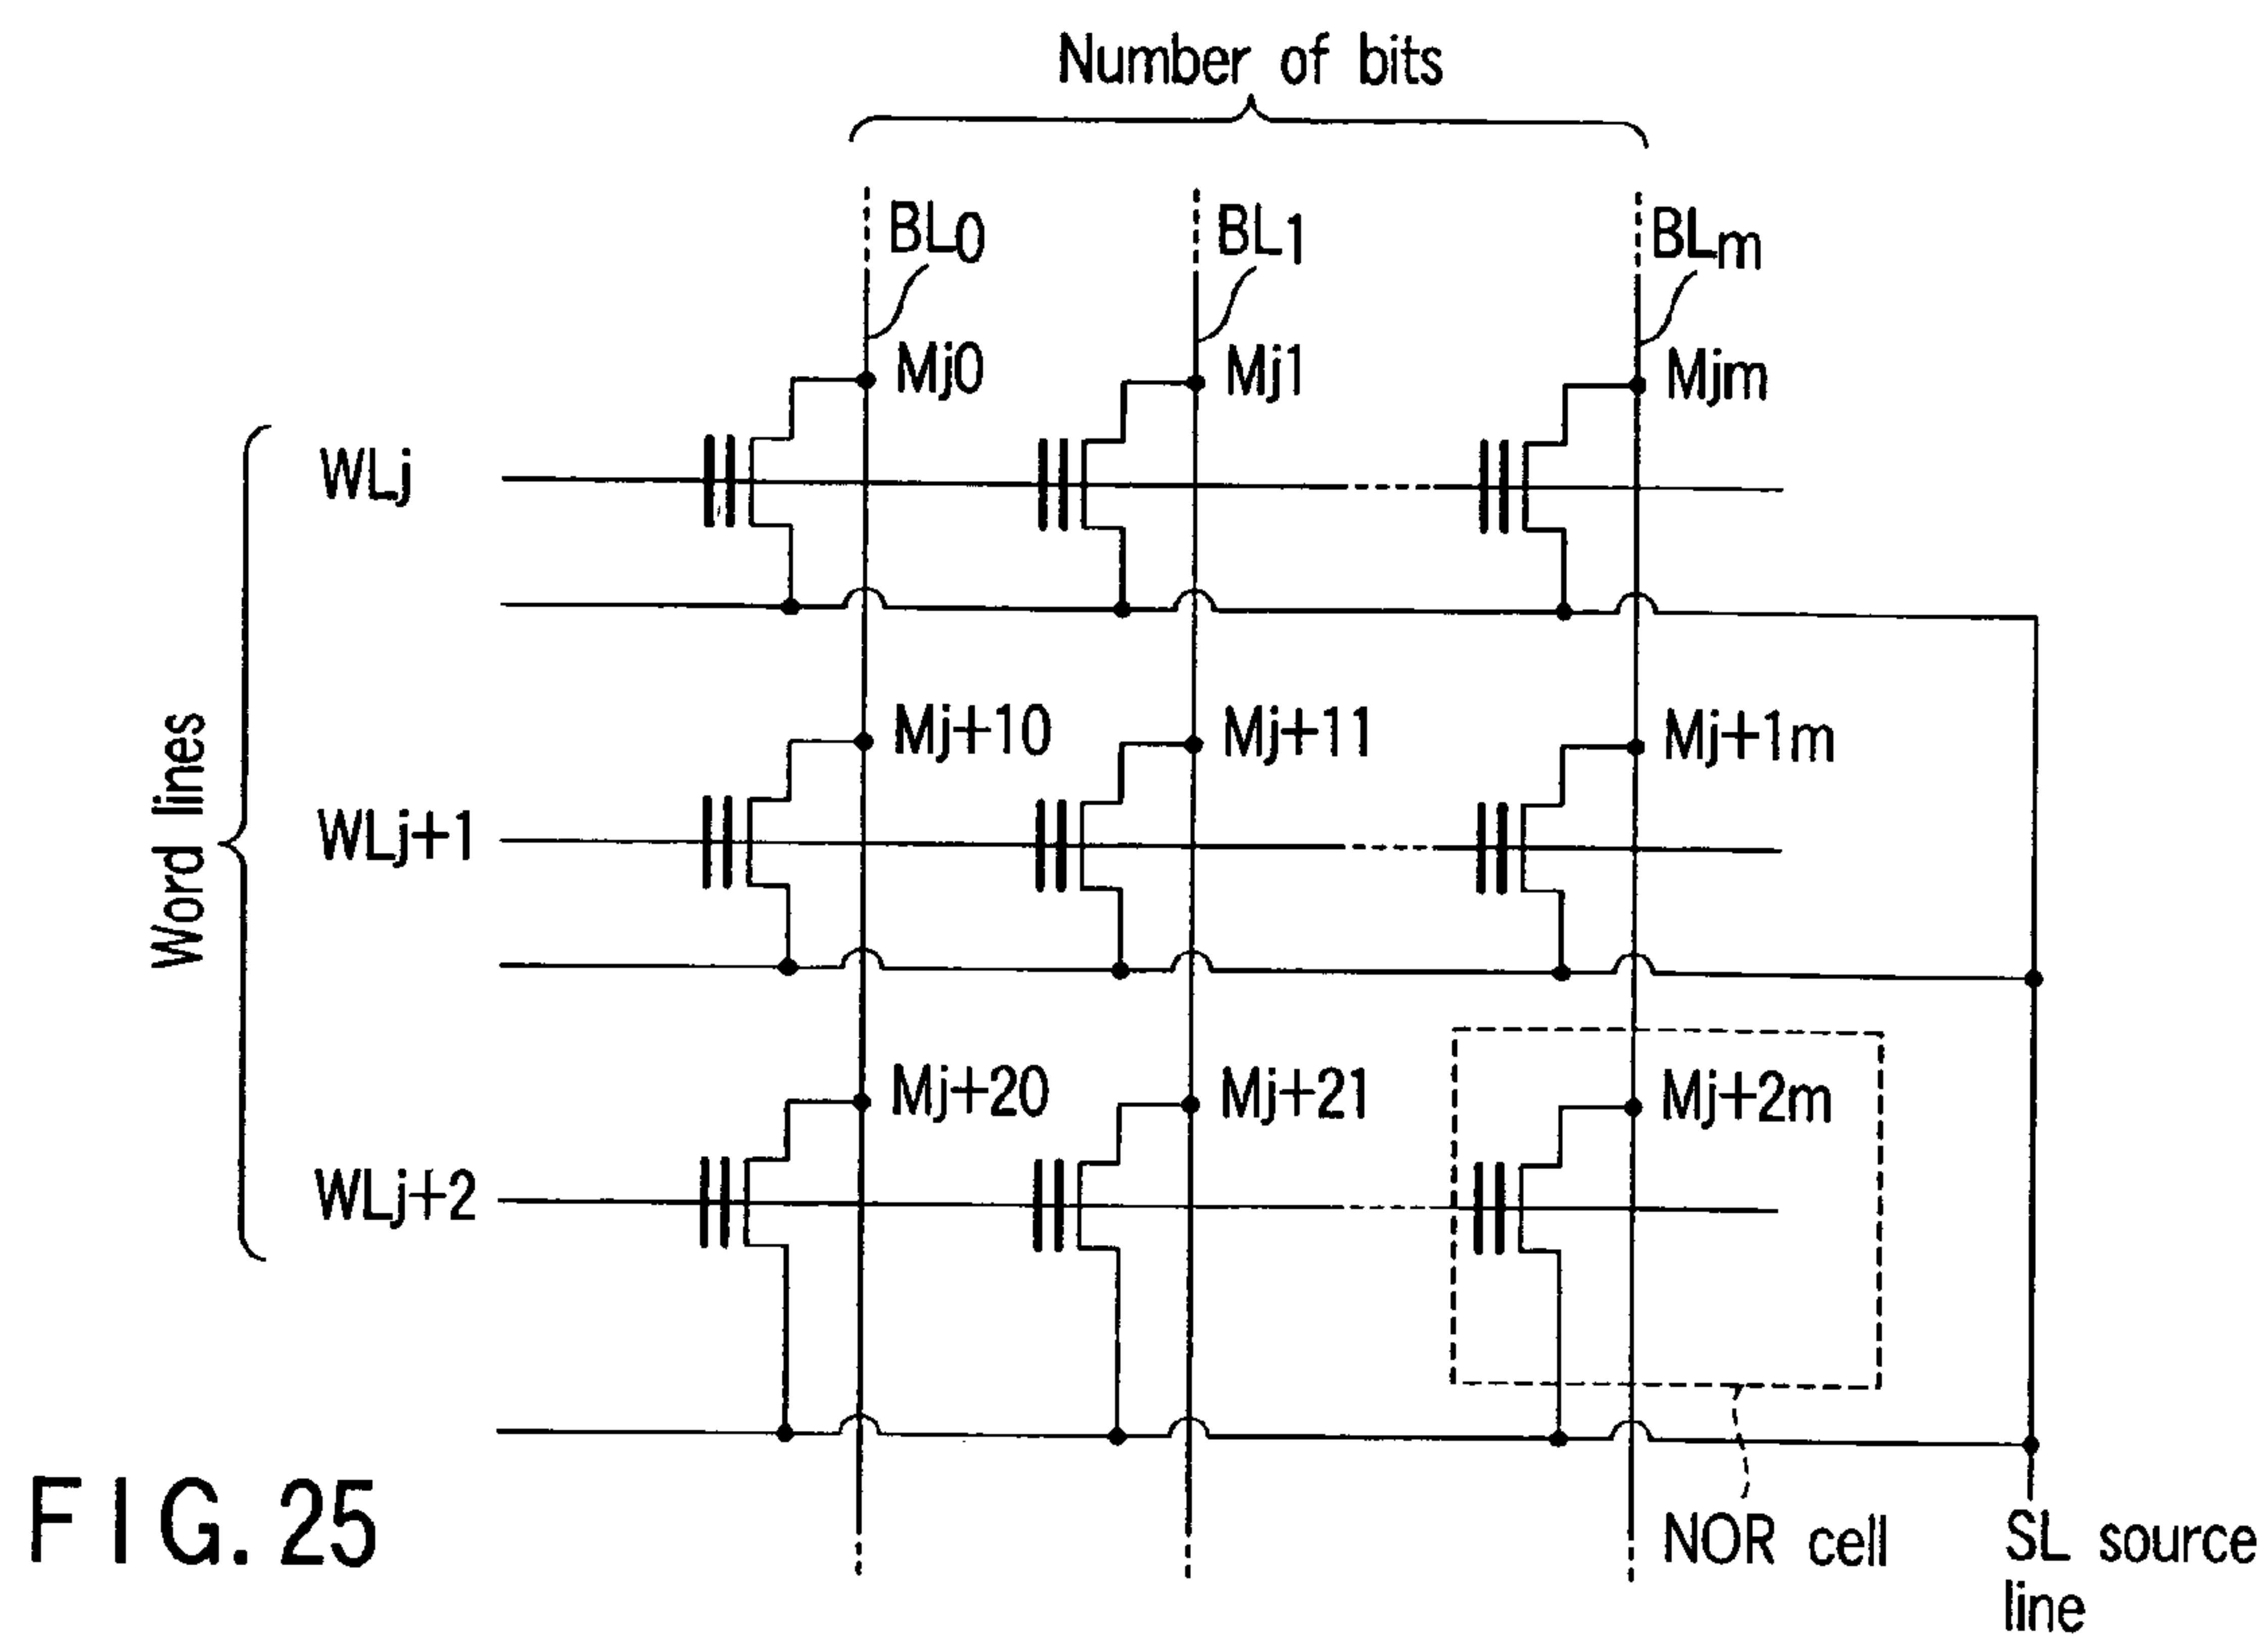 Number of bits
BL0 BL1 BLm
Mj0 Mj1 Mjm
WLj
Mj+10 Mj+11 Mj+1m
Word lines
WLj+1
Mj+20 Mj+21 Mj+2m
WLj+2
FIG. 25
NOR cell
SL source
line